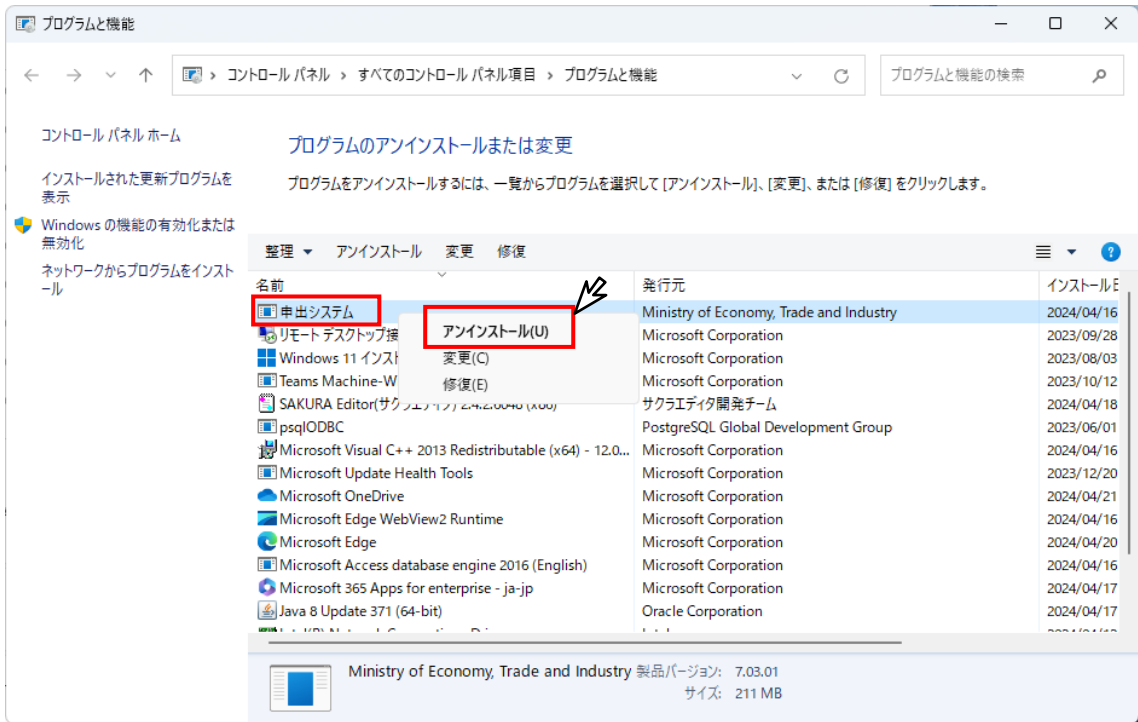 プログラムと機能
コントロール パネル › すべてのコントロール パネル項目 › プログラムと機能
プログラムと機能の検索
コントロール パネル ホーム
インストールされた更新プログラムを
表示
Windows の機能の有効化または
無効化
ネットワークからプログラムをインスト
ール
プログラムのアンインストールまたは変更
プログラムをアンインストールするには、一覧からプログラムを選択して [アンインストール]、[変更]、または [修復] をクリックします。
整理 アンインストール 変更 修復
名前 発行元 インストール日
申出システム Ministry of Economy, Trade and Industry 2024/04/16
アンインストール(U)
変更(C)
修復(E)
リモート デスクトップ接 Microsoft Corporation 2023/09/28
Windows 11 インスト Microsoft Corporation 2023/08/03
Teams Machine-W Microsoft Corporation 2023/10/12
SAKURA Editor(サクラエディタ) 2.4.2.6048 (x86) サクラエディタ開発チーム 2024/04/18
psqlODBC PostgreSQL Global Development Group 2023/06/01
Microsoft Visual C++ 2013 Redistributable (x64) - 12.0... Microsoft Corporation 2024/04/16
Microsoft Update Health Tools Microsoft Corporation 2023/12/20
Microsoft OneDrive Microsoft Corporation 2024/04/21
Microsoft Edge WebView2 Runtime Microsoft Corporation 2024/04/16
Microsoft Edge Microsoft Corporation 2024/04/20
Microsoft Access database engine 2016 (English) Microsoft Corporation 2024/04/16
Microsoft 365 Apps for enterprise - ja-jp Microsoft Corporation 2024/04/17
Java 8 Update 371 (64-bit) Oracle Corporation 2024/04/17
Ministry of Economy, Trade and Industry 製品バージョン: 7.03.01
サイズ: 211 MB